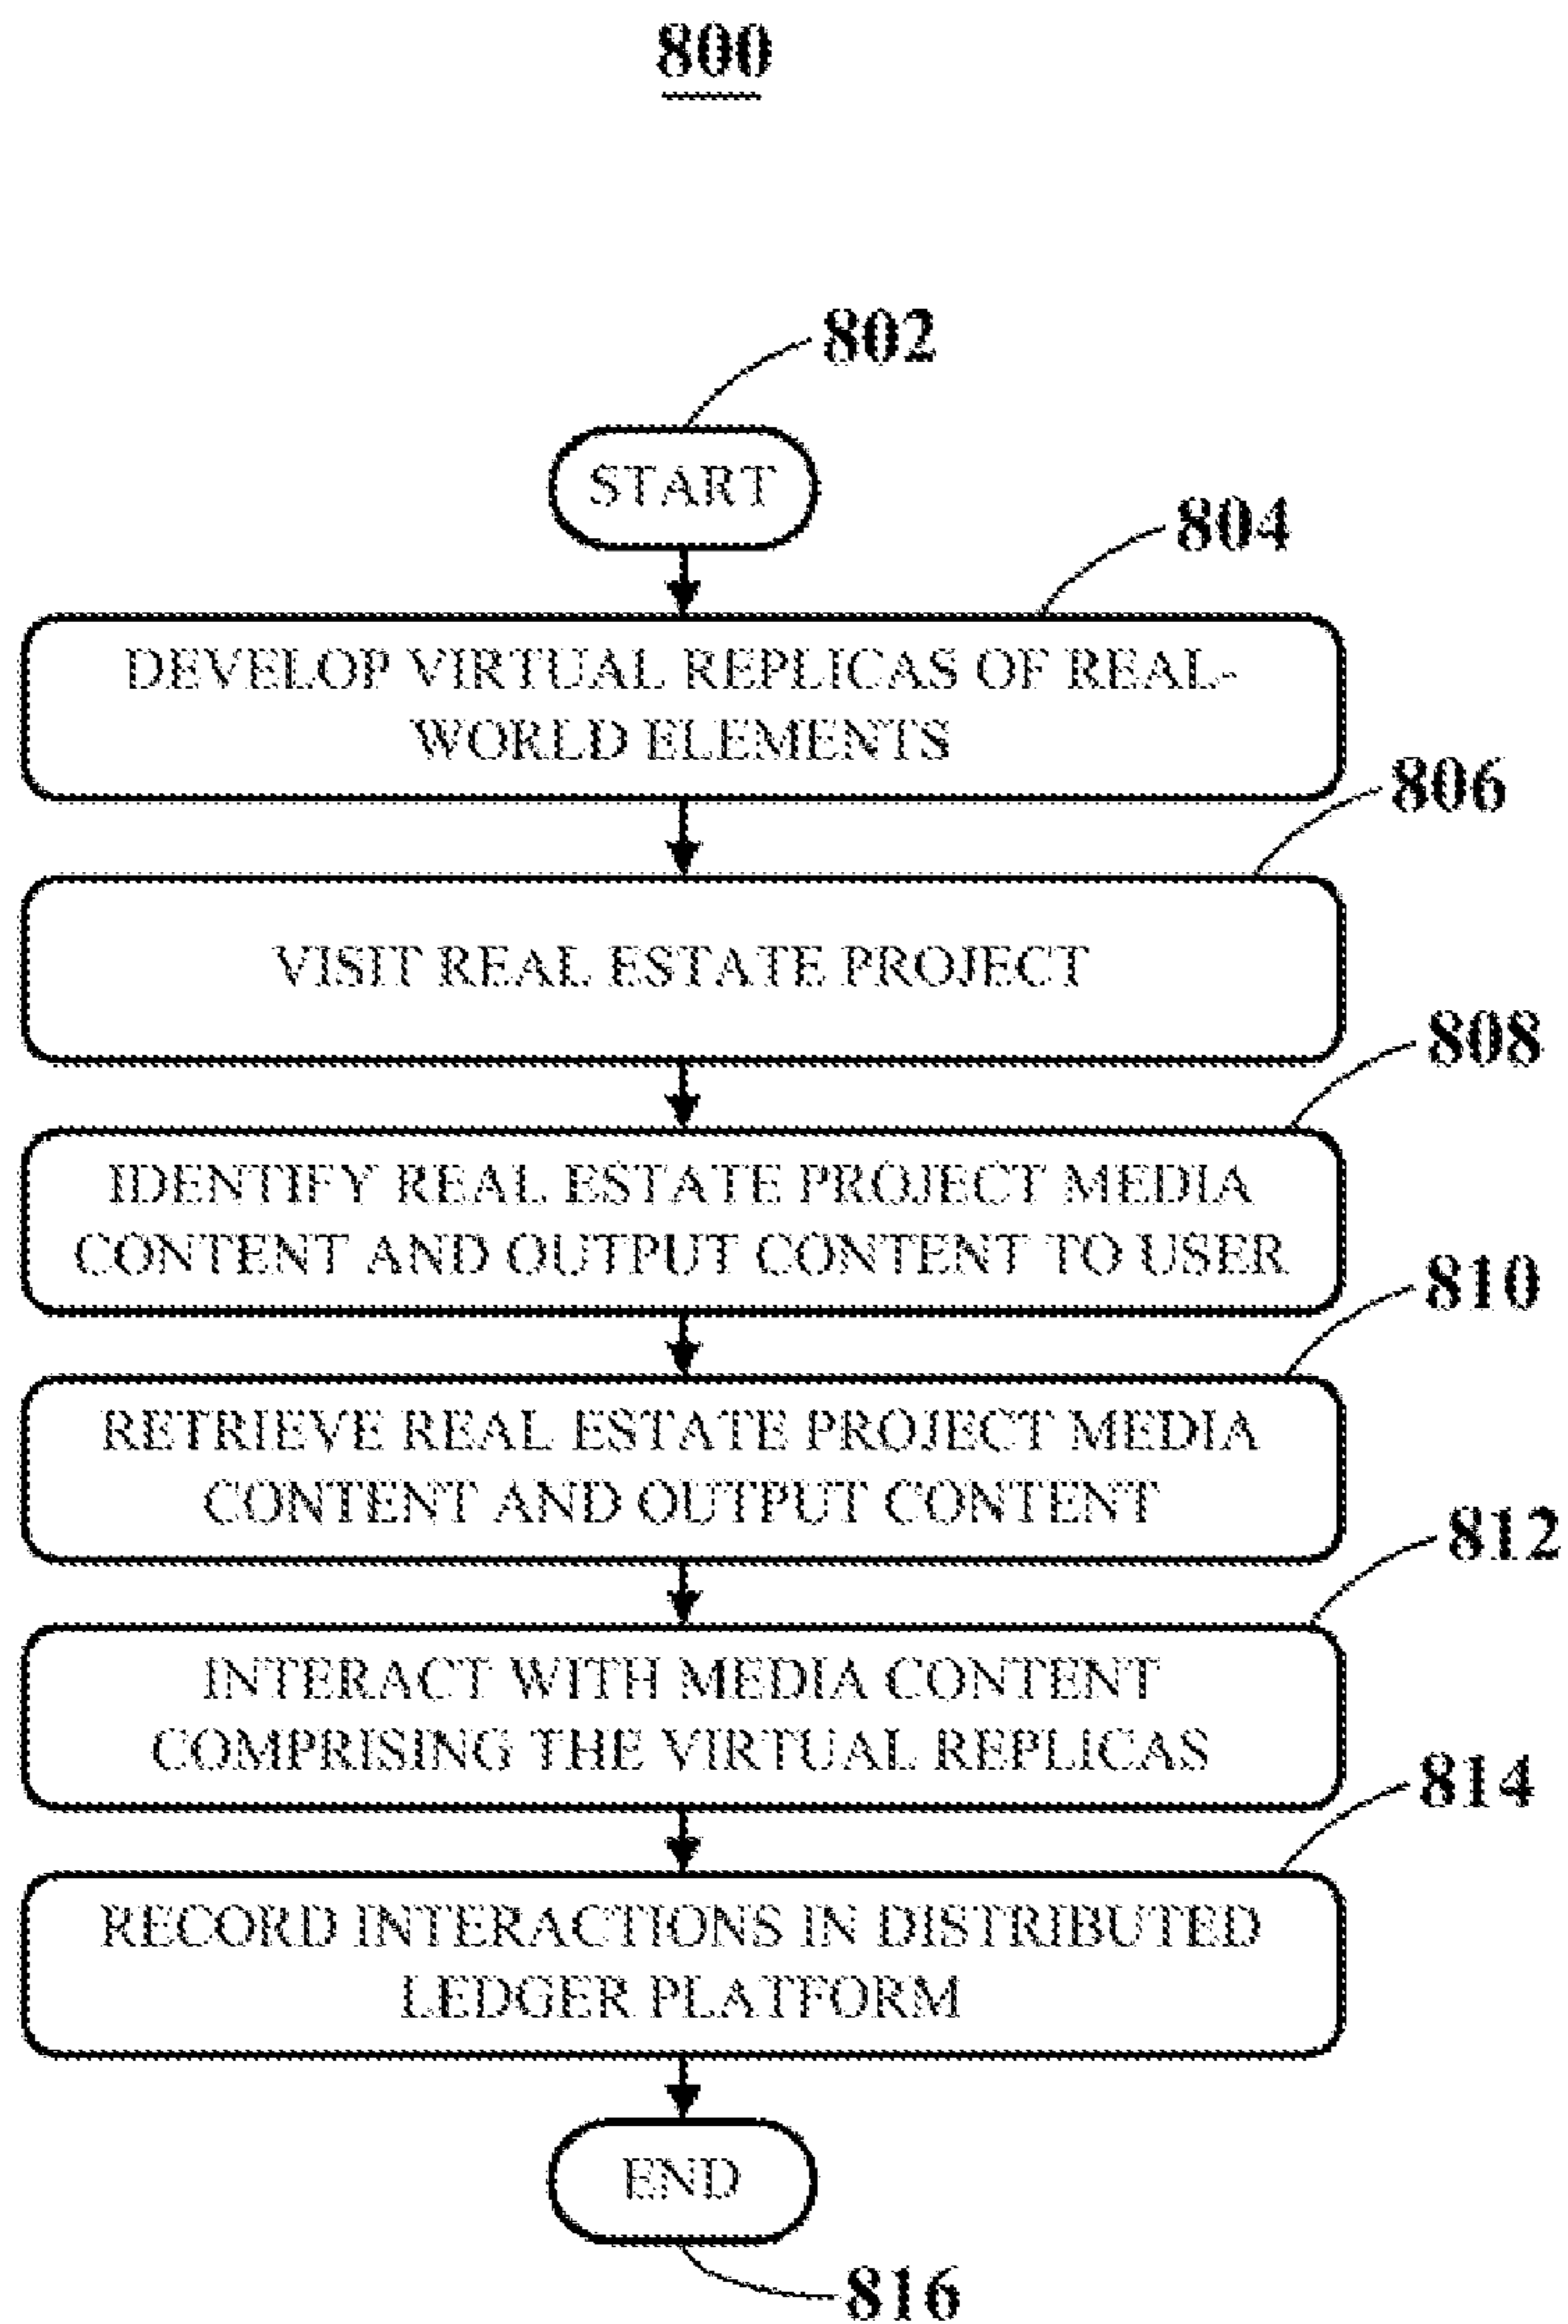 800
802
START
804
DEVELOP VIRTUAL REPLICAS OF REAL-
WORLD ELEMENTS
806
VISIT REAL ESTATE PROJECT
808
IDENTIFY REAL ESTATE PROJECT MEDIA
CONTENT AND OUTPUT CONTENT TO USER
810
RETRIEVE REAL ESTATE PROJECT MEDIA
CONTENT AND OUTPUT CONTENT
812
INTERACT WITH MEDIA CONTENT
COMPRISING THE VIRTUAL REPLICAS
814
RECORD INTERACTIONS IN DISTRIBUTED
LEDGER PLATFORM
END
816